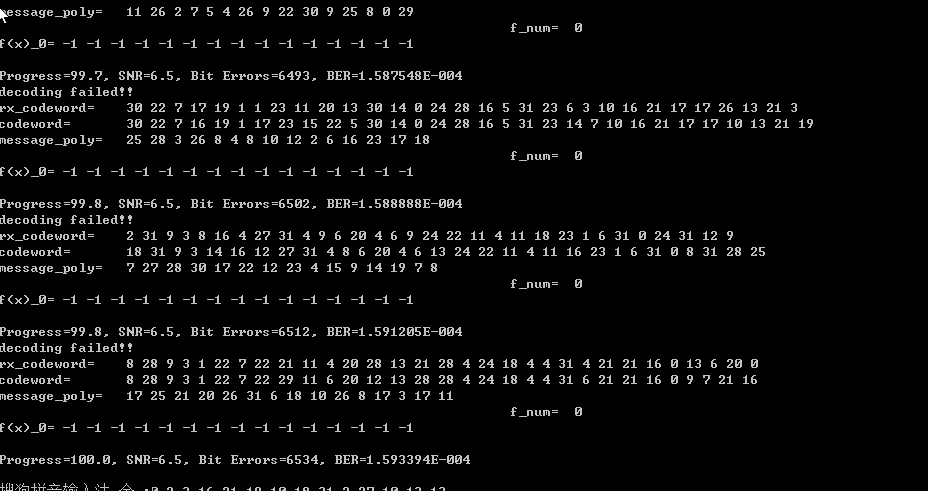 message_poly= 11 26 2 7 5 4 26 9 22 30 9 25 8 0 29
f_num= 0
f(x)_0= -1 -1 -1 -1 -1 -1 -1 -1 -1 -1 -1 -1 -1 -1 -1
Progress=99.7, SNR=6.5, Bit Errors=6493, BER=1.587548E-004
decoding failed!!
rx_codeword= 30 22 7 17 19 1 1 23 11 20 13 30 14 0 24 28 16 5 31 23 6 3 10 16 21 17 17 26 13 21 3
codeword= 30 22 7 16 19 1 17 23 15 22 5 30 14 0 24 28 16 5 31 23 14 7 10 16 21 17 17 10 13 21 19
message_poly= 25 28 3 26 8 4 8 10 12 2 6 16 23 17 18
f_num= 0
f(x)_0= -1 -1 -1 -1 -1 -1 -1 -1 -1 -1 -1 -1 -1 -1 -1
Progress=99.8, SNR=6.5, Bit Errors=6502, BER=1.588888E-004
decoding failed!!
rx_codeword= 2 31 9 3 8 16 4 27 31 4 9 6 20 4 6 9 24 22 11 4 11 18 23 1 6 31 0 24 31 12 9
codeword= 18 31 9 3 14 16 12 27 31 4 8 6 20 4 6 13 24 22 11 4 11 16 23 1 6 31 0 8 31 28 25
message_poly= 7 27 28 30 17 22 12 23 4 15 9 14 19 7 8
f_num= 0
f(x)_0= -1 -1 -1 -1 -1 -1 -1 -1 -1 -1 -1 -1 -1 -1 -1
Progress=99.8, SNR=6.5, Bit Errors=6512, BER=1.591205E-004
decoding failed!!
rx_codeword= 8 28 9 3 1 22 7 22 21 11 4 20 28 13 21 28 4 24 18 4 4 31 4 21 21 16 0 13 6 20 0
codeword= 8 28 9 3 1 22 7 22 29 11 6 20 12 13 28 28 4 24 18 4 4 31 6 21 21 16 0 9 7 21 16
message_poly= 17 25 21 20 26 31 6 18 10 26 8 17 3 17 11
f_num= 0
f(x)_0= -1 -1 -1 -1 -1 -1 -1 -1 -1 -1 -1 -1 -1 -1 -1
Progress=100.0, SNR=6.5, Bit Errors=6534, BER=1.593394E-004
搜狗拼音输入法 全